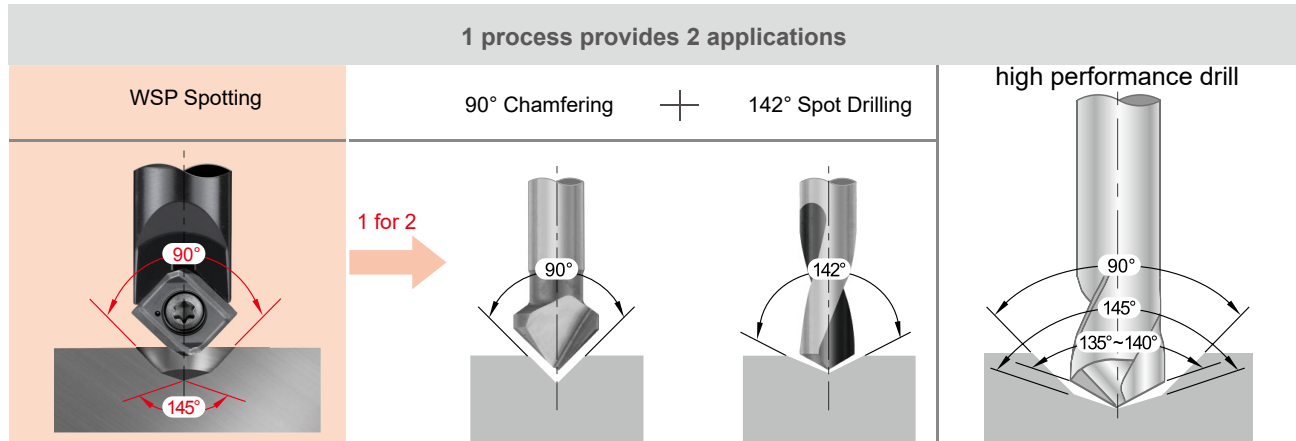 1 process provides 2 applications
WSP Spotting
90° Chamfering
142° Spot Drilling
high performance drill
1 for 2
90°
145°
90°
142°
90°
145°
135°~140°